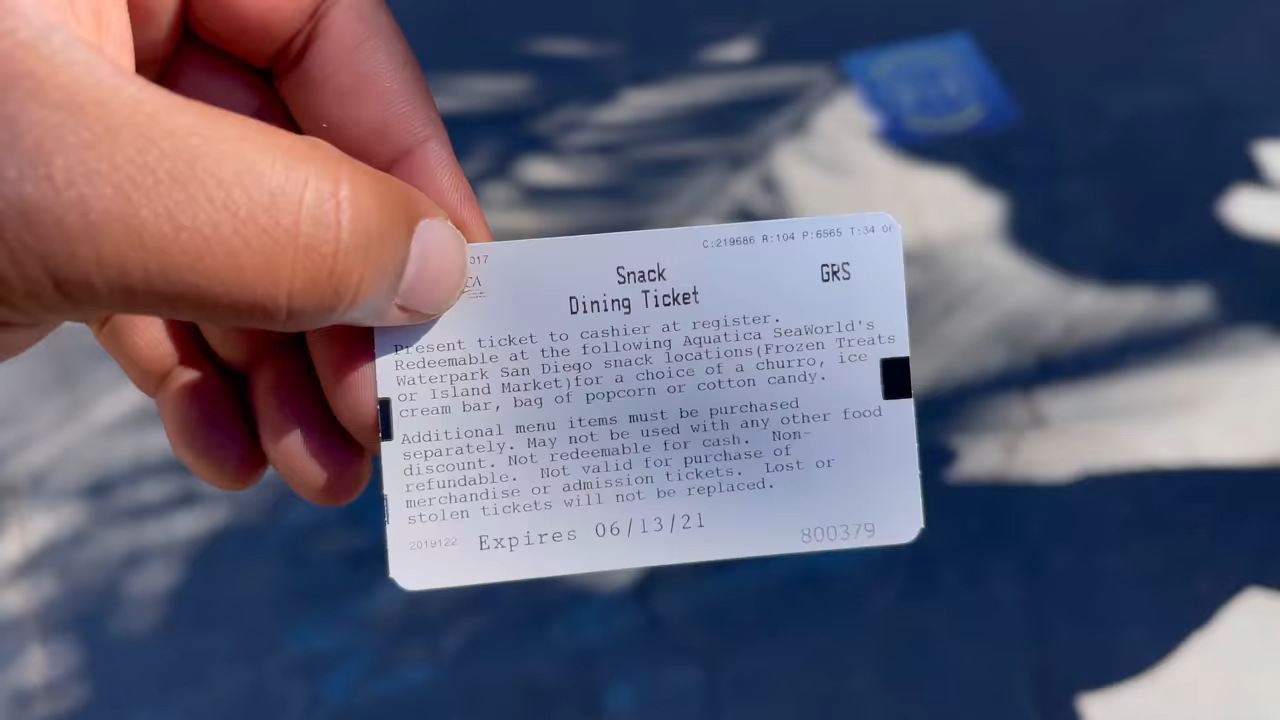 C:219686 R:104 P:6565 T:34
017
CA
Snack
GRS
Dining Ticket
Present ticket to cashier at register.
Redeemable at the following Aquatica SeaWorld's
Waterpark San Diego snack locations(Frozen Treats
or Island Market)for a choice of a churro, ice
cream bar, bag of popcorn or cotton candy.
Additional menu items must be purchased
separately. May not be used with any other food
discount. Not redeemable for cash. Non-
refundable. Not valid for purchase of
merchandise or admission tickets. Lost or
stolen tickets will not be replaced.
2019122 Expires 06/13/21 800379